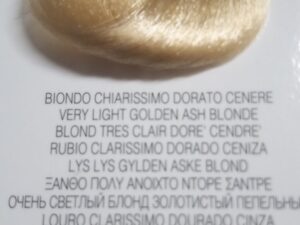 BIONDO CHIARISSIMO DORATO CENERE
VERY LIGHT GOLDEN ASH BLONDE
BLOND TRES CLAIR DORE' CENDRE'
RUBIO CLARISSIMO DORADO CENIZA
LYS LYS GYLDEN ASKE BLOND
ΞΑΝΘΟ ΠΟΛΥ ΑΝΟΙΧΤΟ ΝΤΟΡΕ ΣΑΝΤΡΕ
ОЧЕНЬ СВЕТЛЫЙ БЛОНД ЗОЛОТИСТЫЙ ПЕПЕЛЬНЫ
LOURO CLARISSIMO DOURADO CINZA